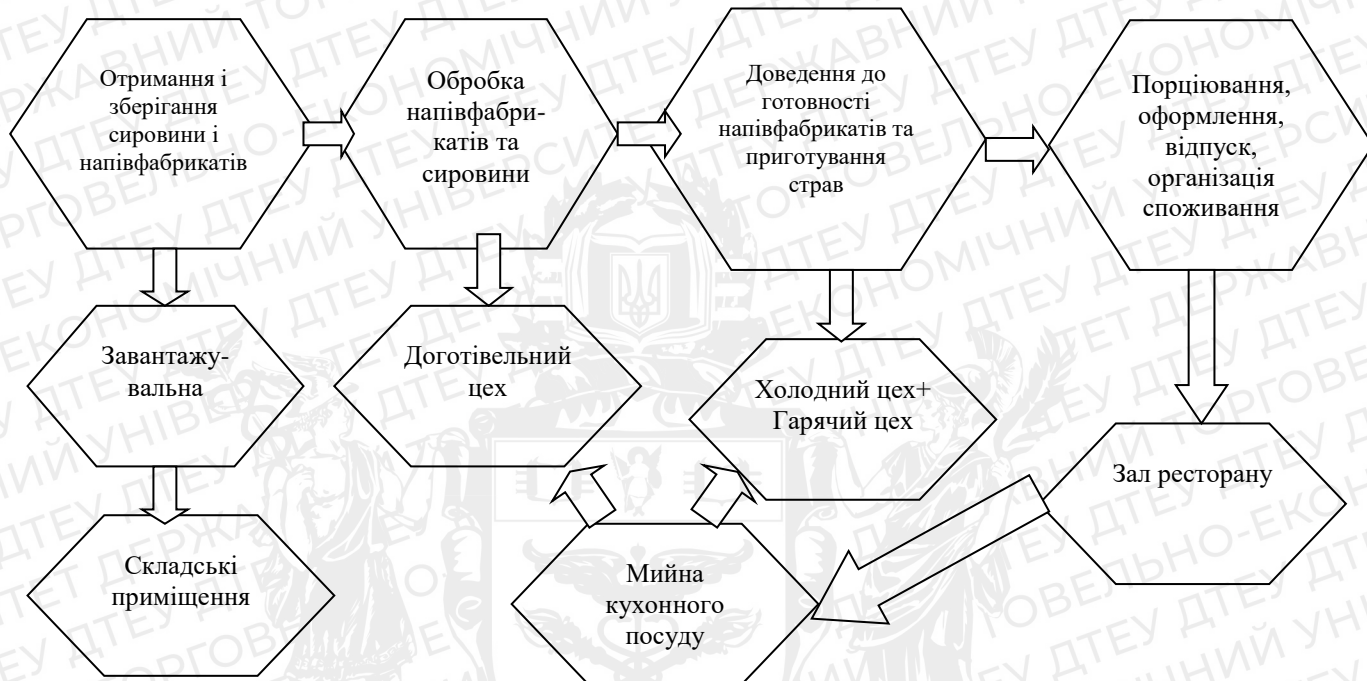 Отримання і
зберігання
сировини і
напівфабрикатів
Обробка
напівфабри-
катів та
сировини
Доведення до
готовності
напівфабрикатів та
приготування
страв
Порціювання,
оформлення,
відпуск,
організація
споживання
Завантажу-
вальна
Доготівельний
цех
Холодний цех+
Гарячий цех
Зал ресторану
Складські
приміщення
Мийна
кухонного
посуду